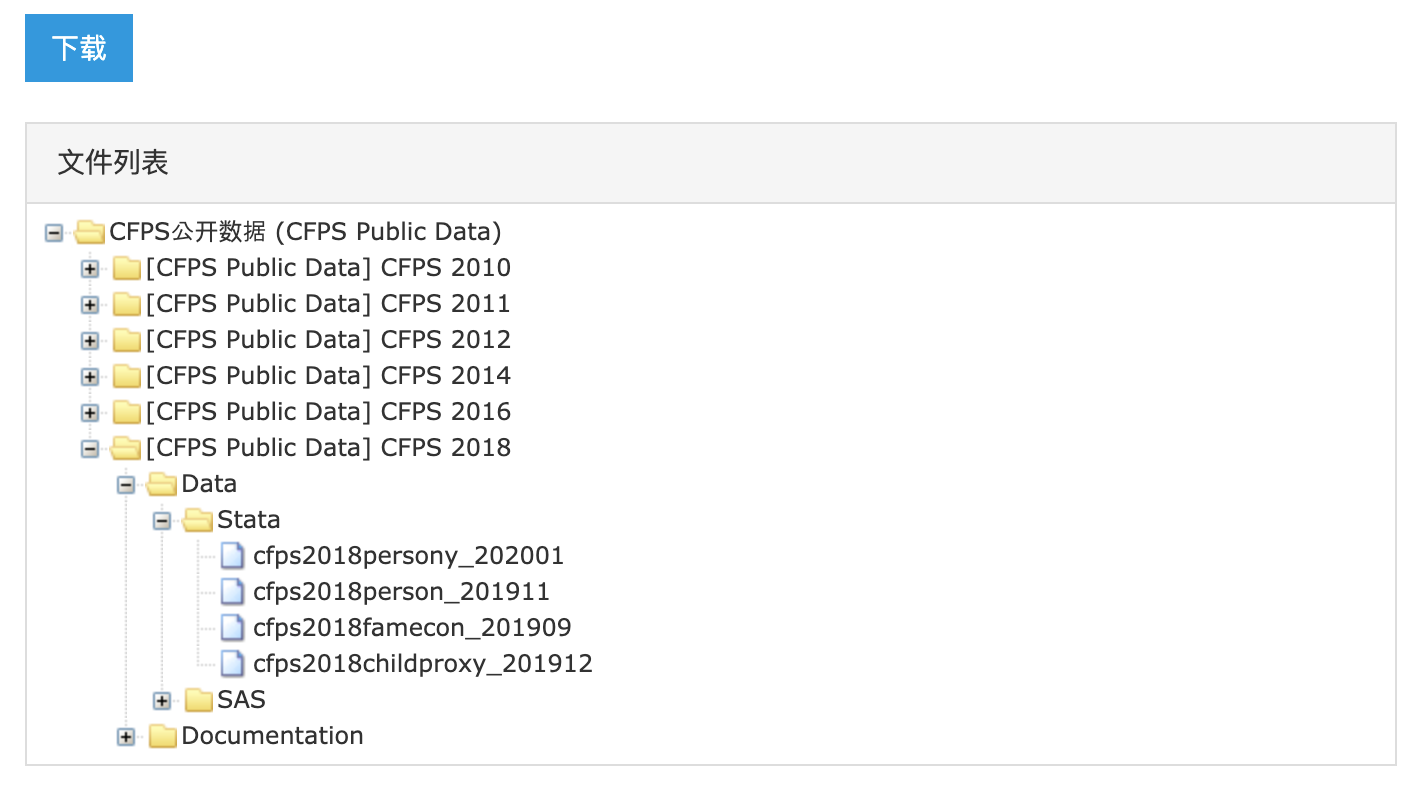 下载
文件列表
CFPS公开数据 (CFPS Public Data)
[CFPS Public Data] CFPS 2010
[CFPS Public Data] CFPS 2011
[CFPS Public Data] CFPS 2012
[CFPS Public Data] CFPS 2014
[CFPS Public Data] CFPS 2016
[CFPS Public Data] CFPS 2018
Data
Stata
cfps2018persony_202001
cfps2018person_201911
cfps2018famecon_201909
cfps2018childproxy_201912
SAS
Documentation